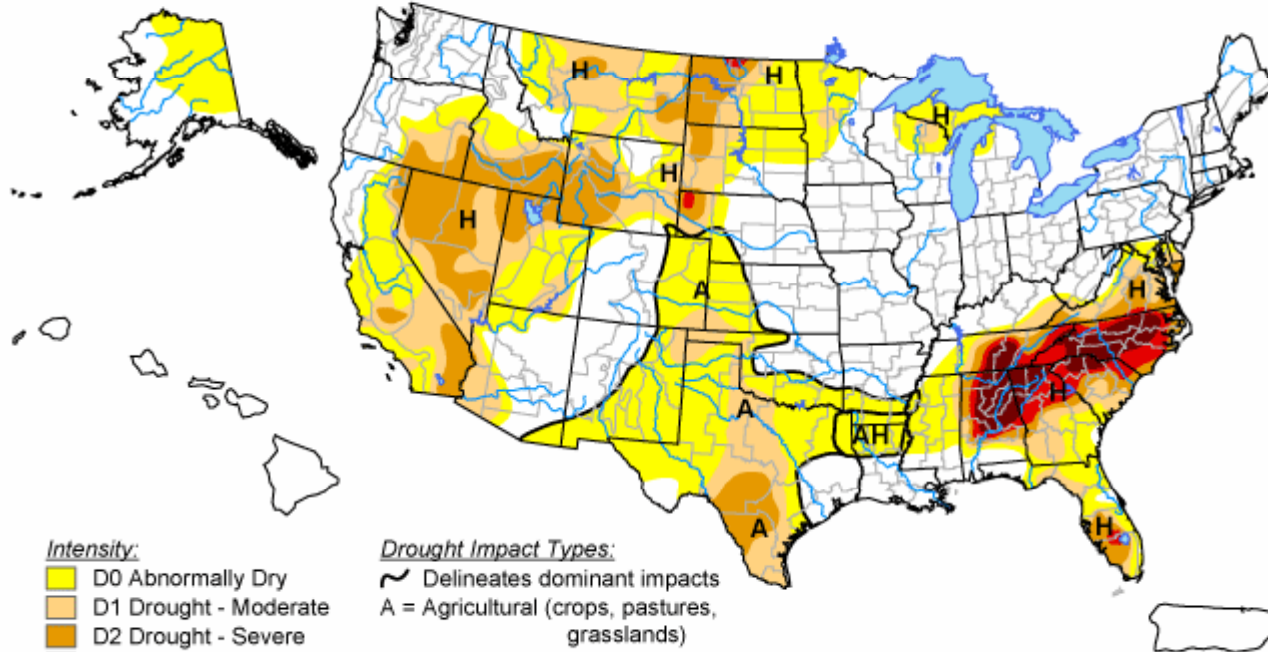 H
H
H
H
H
A
H
H
A
AH
A
H
Intensity:
D0 Abnormally Dry
D1 Drought - Moderate
D2 Drought - Severe
Drought Impact Types:
Delineates dominant impacts
A = Agricultural (crops, pastures,
grasslands)